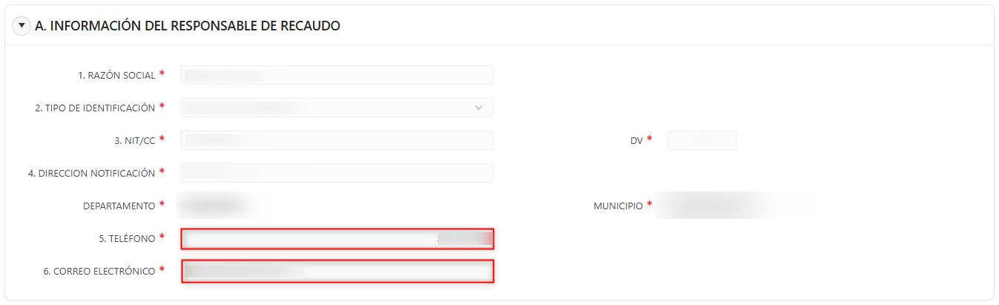 A. INFORMACIÓN DEL RESPONSABLE DE RECAUDO
1. RAZÓN SOCIAL *
2. TIPO DE IDENTIFICACIÓN *
3. NIT/CC * DV *
4. DIRECCION NOTIFICACIÓN *
DEPARTAMENTO * MUNICIPIO *
5. TELÉFONO *
6. CORREO ELECTRÓNICO *